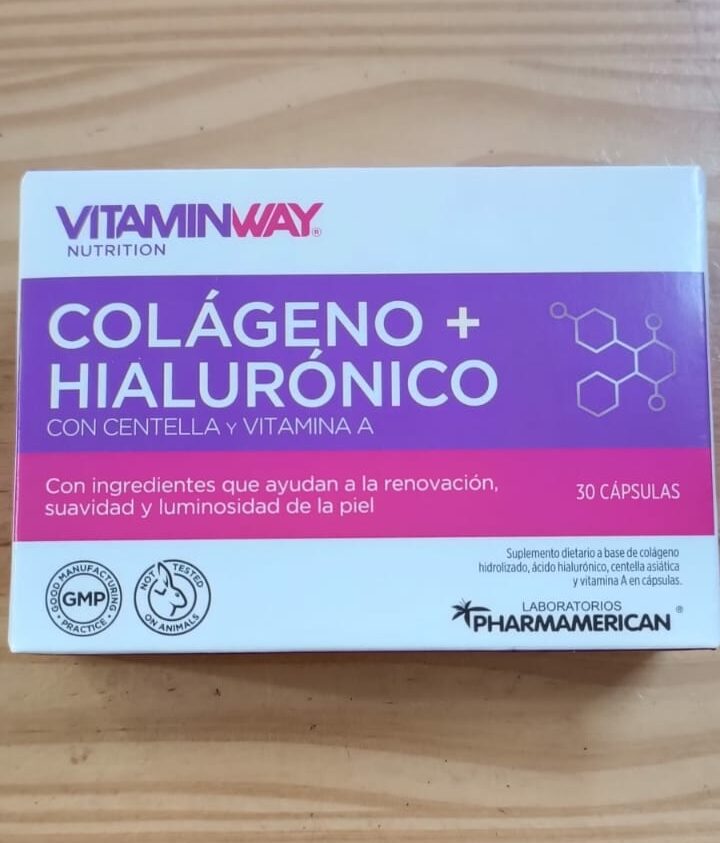 VITAMINWAY®
NUTRITION
COLÁGENO +
HIALURÓNICO
CON CENTELLA Y VITAMINA A
Con ingredientes que ayudan a la renovación,
suavidad y luminosidad de la piel
30 CÁPSULAS
GOOD MANUFACTURING
GMP
• PRACTICE •
NOT TESTED
ON ANIMALS
Suplemento dietario a base de colágeno
hidrolizado, ácido hialurónico, centella asiática
y vitamina A en cápsulas.
LABORATORIOS
PHARMAMERICAN®